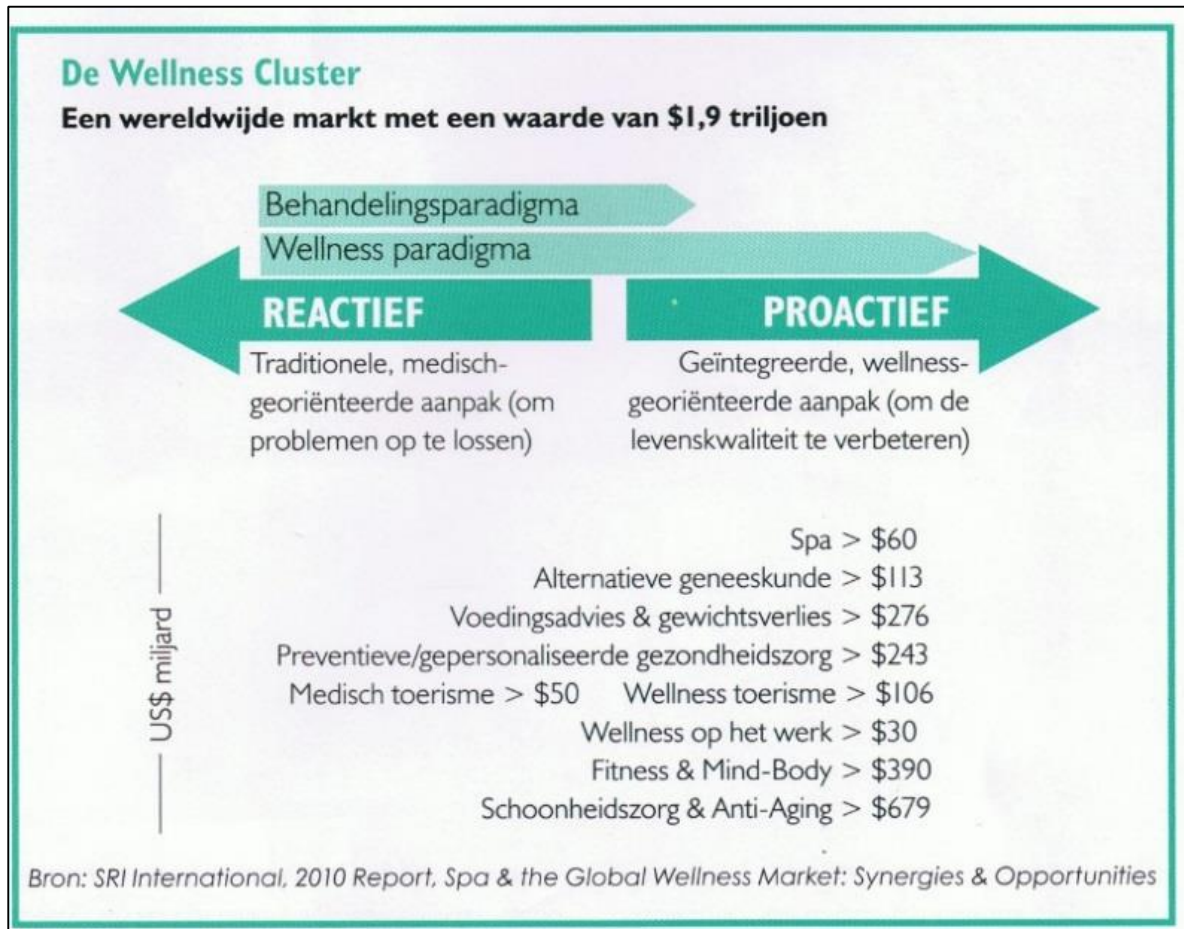 De Wellness Cluster
Een wereldwijde markt met een waarde van $1,9 triljoen
Behandelingsparadigma
Wellness paradigma
REACTIEF
PROACTIEF
Traditionele, medisch-
georiënteerde aanpak (om
problemen op te lossen)
Geïntegreerde, wellness-
georiënteerde aanpak (om de
levenskwaliteit te verbeteren)
US$ miljard
Spa > $60
Alternatieve geneeskunde > $113
Voedingsadvies & gewichtsverlies > $276
Preventieve/gepersonaliseerde gezondheidszorg > $243
Medisch toerisme > $50 Wellness toerisme > $106
Wellness op het werk > $30
Fitness & Mind-Body > $390
Schoonheidszorg & Anti-Aging > $679
Bron: SRI International, 2010 Report, Spa & the Global Wellness Market: Synergies & Opportunities